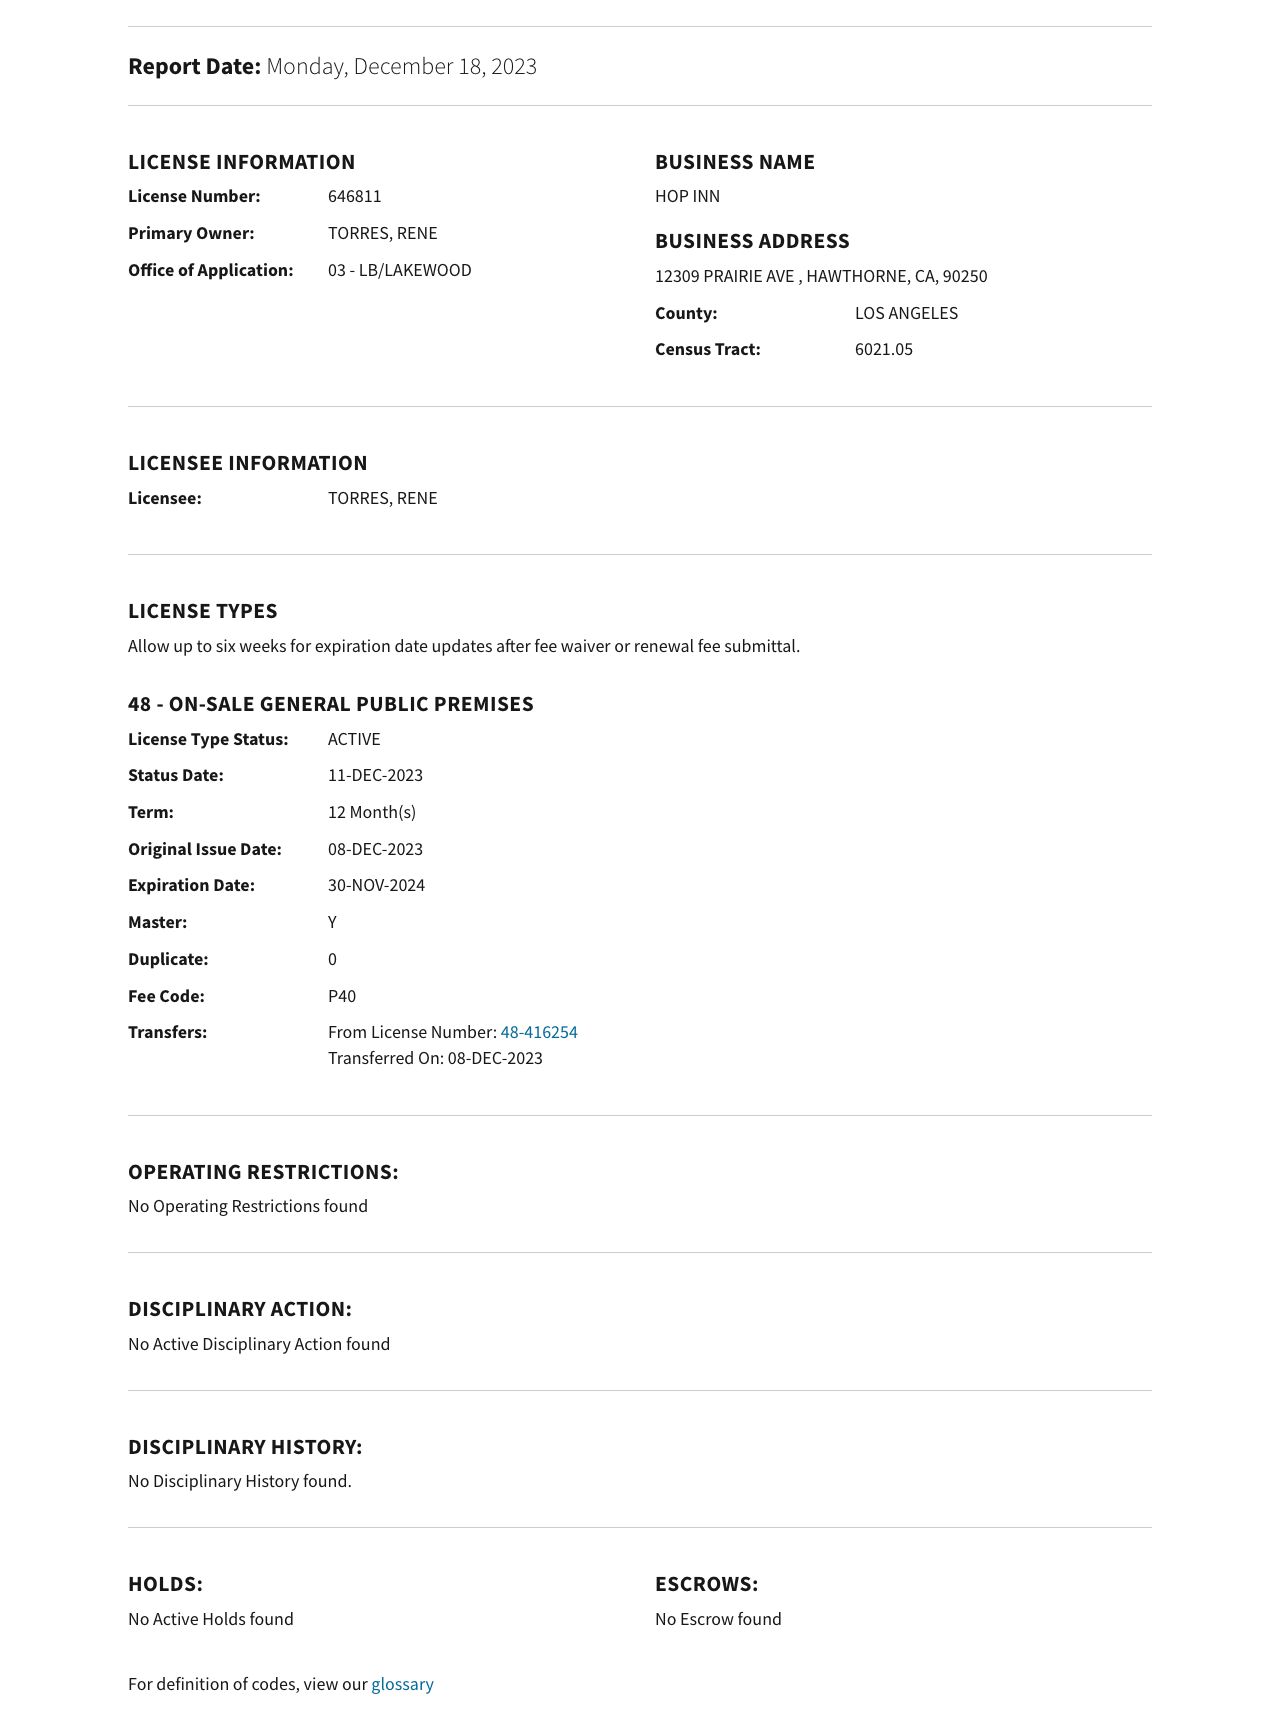 Report Date: Monday, December 18, 2023
LICENSE INFORMATION
License Number: 646811
Primary Owner: TORRES, RENE
Office of Application: 03 - LB/LAKEWOOD
BUSINESS NAME
HOP INN
BUSINESS ADDRESS
12309 PRAIRIE AVE , HAWTHORNE, CA, 90250
County: LOS ANGELES
Census Tract: 6021.05
LICENSEE INFORMATION
Licensee: TORRES, RENE
LICENSE TYPES
Allow up to six weeks for expiration date updates after fee waiver or renewal fee submittal.
48 - ON-SALE GENERAL PUBLIC PREMISES
License Type Status: ACTIVE
Status Date: 11-DEC-2023
Term: 12 Month(s)
Original Issue Date: 08-DEC-2023
Expiration Date: 30-NOV-2024
Master: Y
Duplicate: 0
Fee Code: P40
Transfers: From License Number: 48-416254
Transferred On: 08-DEC-2023
OPERATING RESTRICTIONS:
No Operating Restrictions found
DISCIPLINARY ACTION:
No Active Disciplinary Action found
DISCIPLINARY HISTORY:
No Disciplinary History found.
HOLDS:
No Active Holds found
ESCROWS:
No Escrow found
For definition of codes, view our glossary